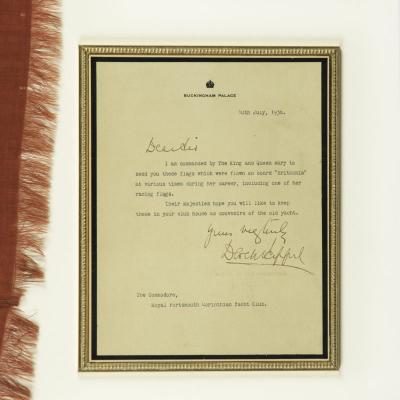 BUCKINGHAM PALACE
10th July, 1936.
Dear Sir
I am commanded by The King and Queen Mary to
send you these flags which were flown on board "Britannia"
at various times during her career, including one of her
racing flags.
Their Majesties hope you will like to keep
these in your club house as souvenirs of the old yacht.
Yours very truly
Derek Keppel
The Commodore,
Royal Portsmouth Corinthian Yacht Club.